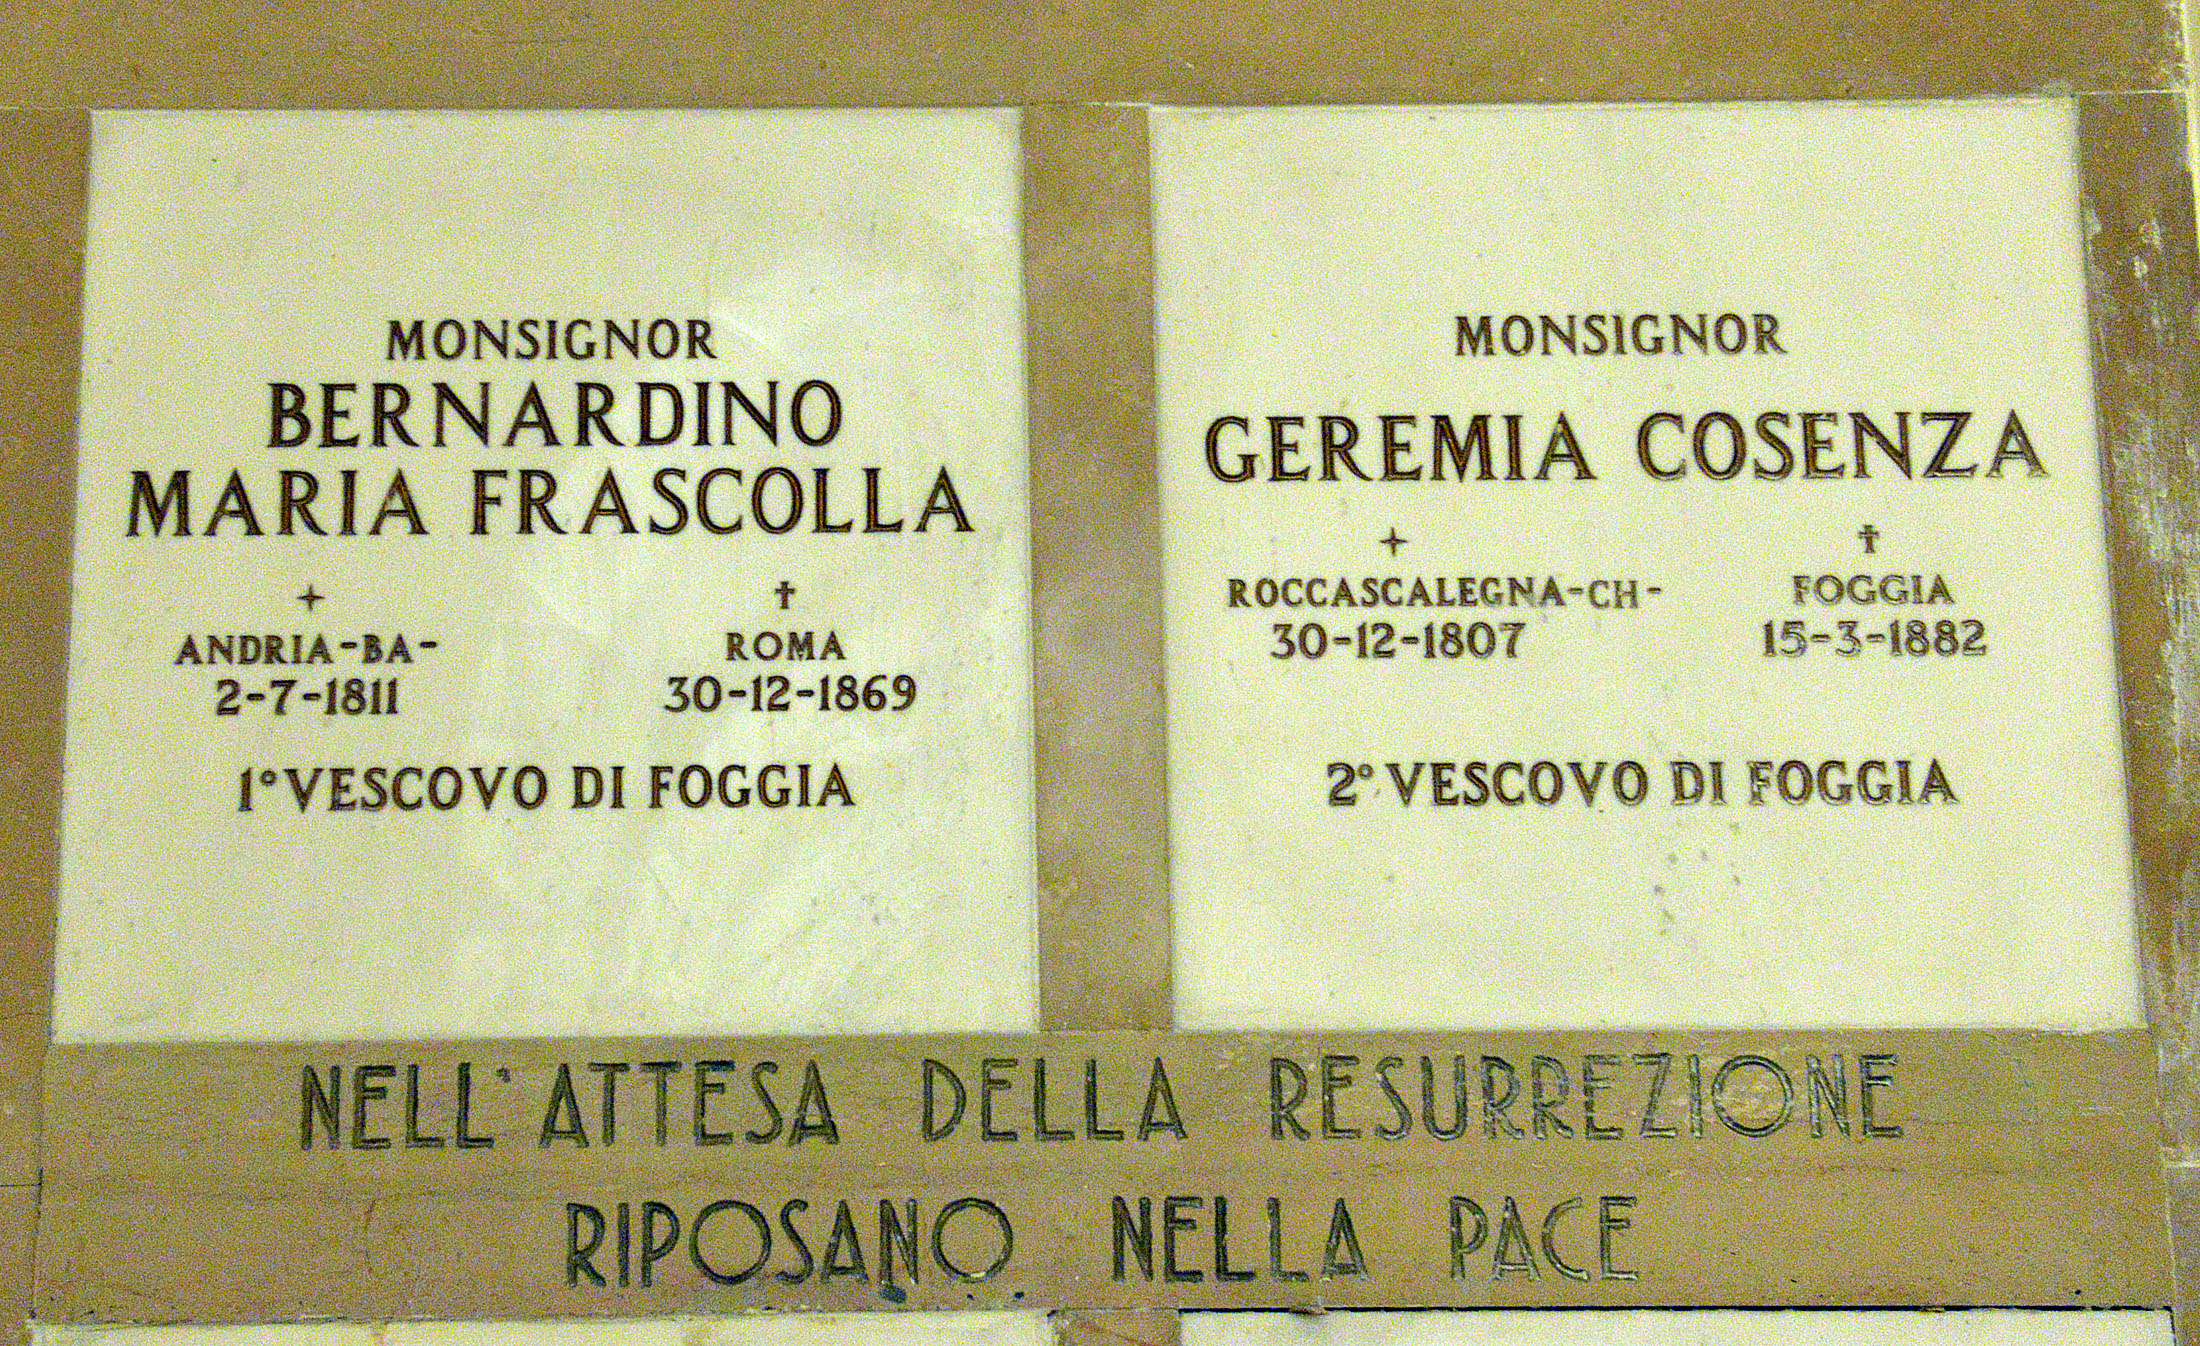 MONSIGNOR
BERNARDINO
MARIA FRASCOLLA
ANDRIA-BA-
2-7-1811
✝
ROMA
30-12-1869
1° VESCOVO DI FOGGIA
MONSIGNOR
GEREMIA COSENZA
ROCCASCALEGNA-CH-
30-12-1807
✝
FOGGIA
15-3-1882
2° VESCOVO DI FOGGIA
NELL'ATTESA DELLA RESURREZIONE
RIPOSANO NELLA PACE